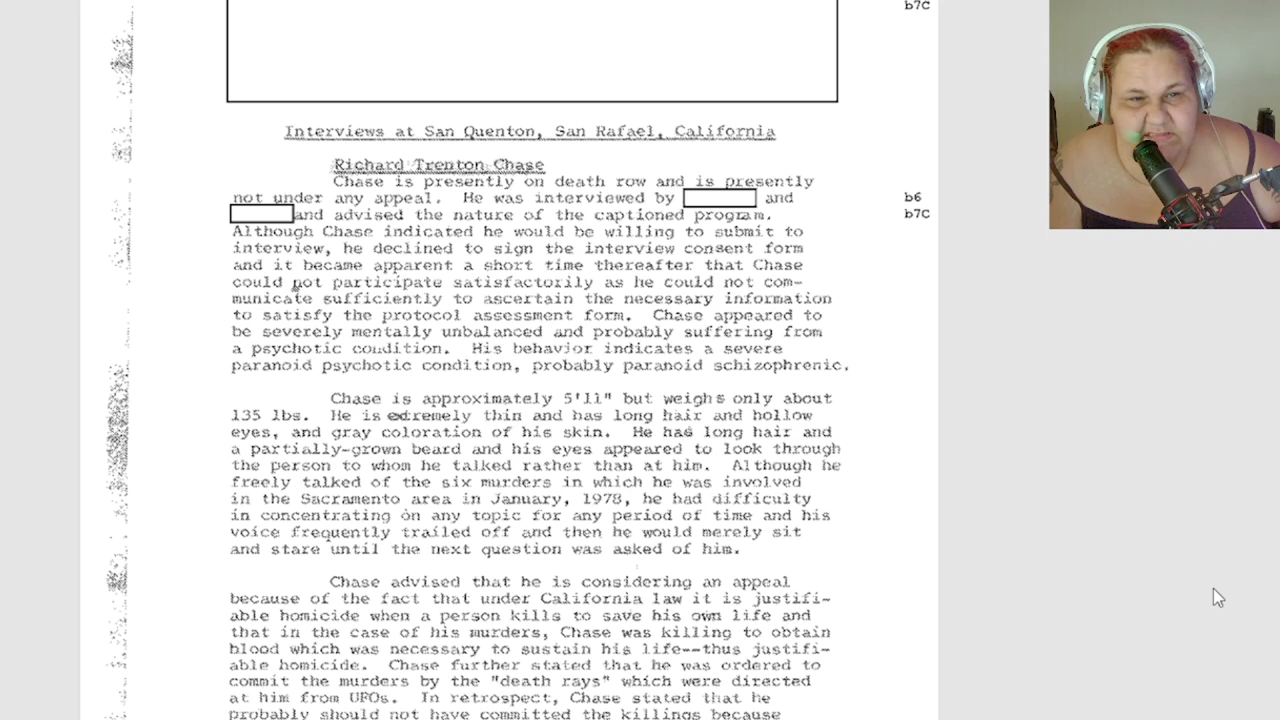 b7C
Interviews at San Quenton, San Rafael, California
Richard Trenton Chase
Chase is presently on death row and is presently
not under any appeal. He was interviewed by and
b6
and advised the nature of the captioned program.
b7C
Although Chase indicated he would be willing to submit to
interview, he declined to sign the interview consent form
and it became apparent a short time thereafter that Chase
could not participate satisfactorily as he could not com-
municate sufficiently to ascertain the necessary information
to satisfy the protocol assessment form. Chase appeared to
be severely mentally unbalanced and probably suffering from
a psychotic condition. His behavior indicates a severe
paranoid psychotic condition, probably paranoid schizophrenic.
Chase is approximately 5'11" but weighs only about
135 lbs. He is extremely thin and has long hair and hollow
eyes, and gray coloration of his skin. He has long hair and
a partially-grown beard and his eyes appeared to look through
the person to whom he talked rather than at him. Although he
freely talked of the six murders in which he was involved
in the Sacramento area in January, 1978, he had difficulty
in concentrating on any topic for any period of time and his
voice frequently trailed off and then he would merely sit
and stare until the next question was asked of him.
Chase advised that he is considering an appeal
because of the fact that under California law it is justifi-
able homicide when a person kills to save his own life and
that in the case of his murders, Chase was killing to obtain
blood which was necessary to sustain his life--thus justifi-
able homicide. Chase further stated that he was ordered to
commit the murders by the "death rays" which were directed
at him from UFOs. In retrospect, Chase stated that he
probably should not have committed the killings because